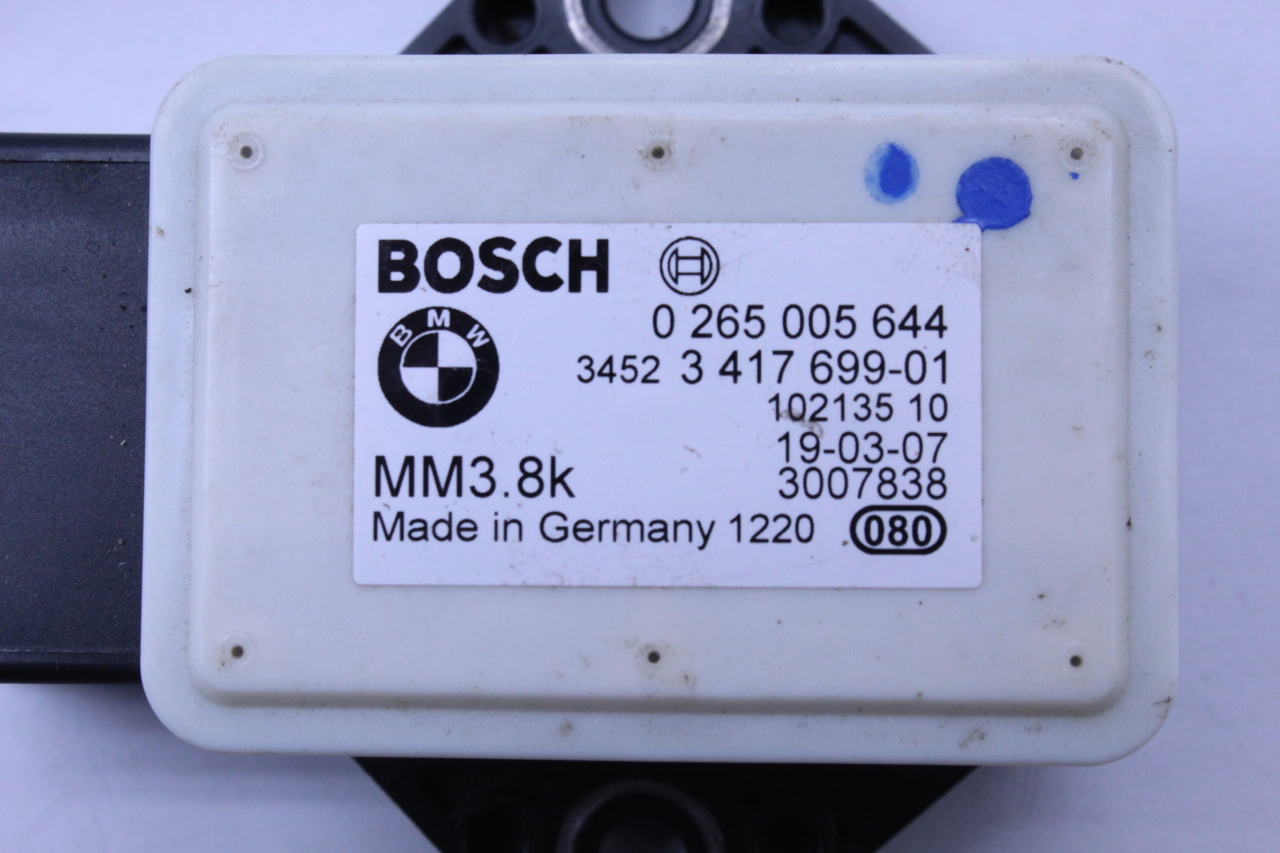 BOSCH
BMW
0 265 005 644
3452 3 417 699-01
102135 10
19-03-07
MM3.8k
3007838
Made in Germany 1220 080